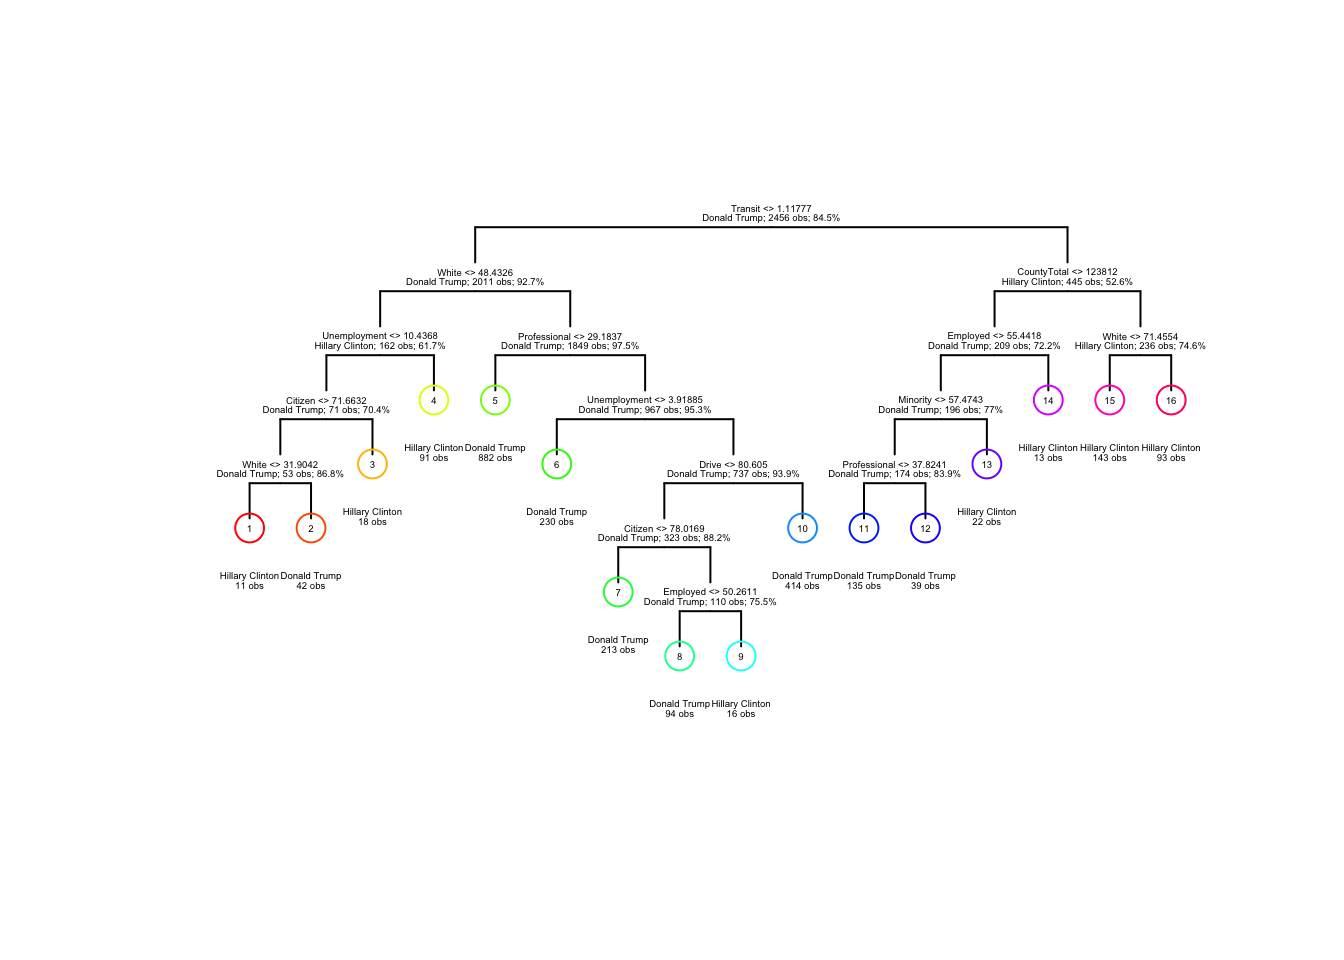 Transit <> 1.11777
Donald Trump; 2456 obs; 84.5%
White <> 48.4326
Donald Trump; 2011 obs; 92.7%
CountyTotal <> 123812
Hillary Clinton; 445 obs; 52.6%
Unemployment <> 10.4368
Hillary Clinton; 162 obs; 61.7%
Professional <> 29.1837
Donald Trump; 1849 obs; 97.5%
Employed <> 55.4418
Donald Trump; 209 obs; 72.2%
White <> 71.4554
Hillary Clinton; 236 obs; 74.6%
Citizen <> 71.6632
Donald Trump; 71 obs; 70.4%
4
Hillary Clinton
91 obs
5
Donald Trump
882 obs
Unemployment <> 3.91885
Donald Trump; 967 obs; 95.3%
Minority <> 57.4743
Donald Trump; 196 obs; 77%
14
Hillary Clinton
13 obs
15
Hillary Clinton
143 obs
16
Hillary Clinton
93 obs
White <> 31.9042
Donald Trump; 53 obs; 86.8%
3
Hillary Clinton
18 obs
6
Donald Trump
230 obs
Drive <> 80.605
Donald Trump; 737 obs; 93.9%
Professional <> 37.8241
Donald Trump; 174 obs; 83.9%
13
Hillary Clinton
22 obs
1
Hillary Clinton
11 obs
2
Donald Trump
42 obs
Citizen <> 78.0169
Donald Trump; 323 obs; 88.2%
10
Donald Trump
414 obs
11
Donald Trump
135 obs
12
Donald Trump
39 obs
7
Donald Trump
213 obs
Employed <> 50.2611
Donald Trump; 110 obs; 75.5%
8
Donald Trump
94 obs
9
Hillary Clinton
16 obs